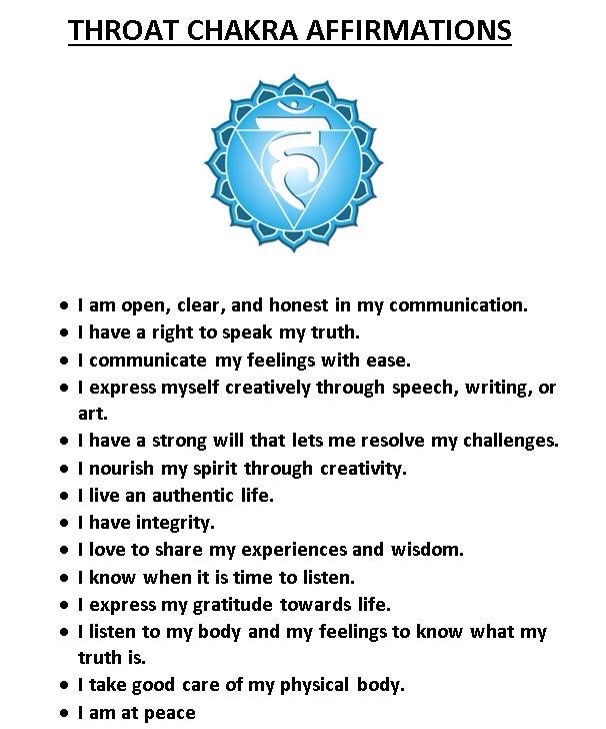 THROAT CHAKRA AFFIRMATIONS
हं
• I am open, clear, and honest in my communication.
• I have a right to speak my truth.
• I communicate my feelings with ease.
• I express myself creatively through speech, writing, or
art.
• I have a strong will that lets me resolve my challenges.
• I nourish my spirit through creativity.
• I live an authentic life.
• I have integrity.
• I love to share my experiences and wisdom.
• I know when it is time to listen.
• I express my gratitude towards life.
• I listen to my body and my feelings to know what my
truth is.
• I take good care of my physical body.
• I am at peace